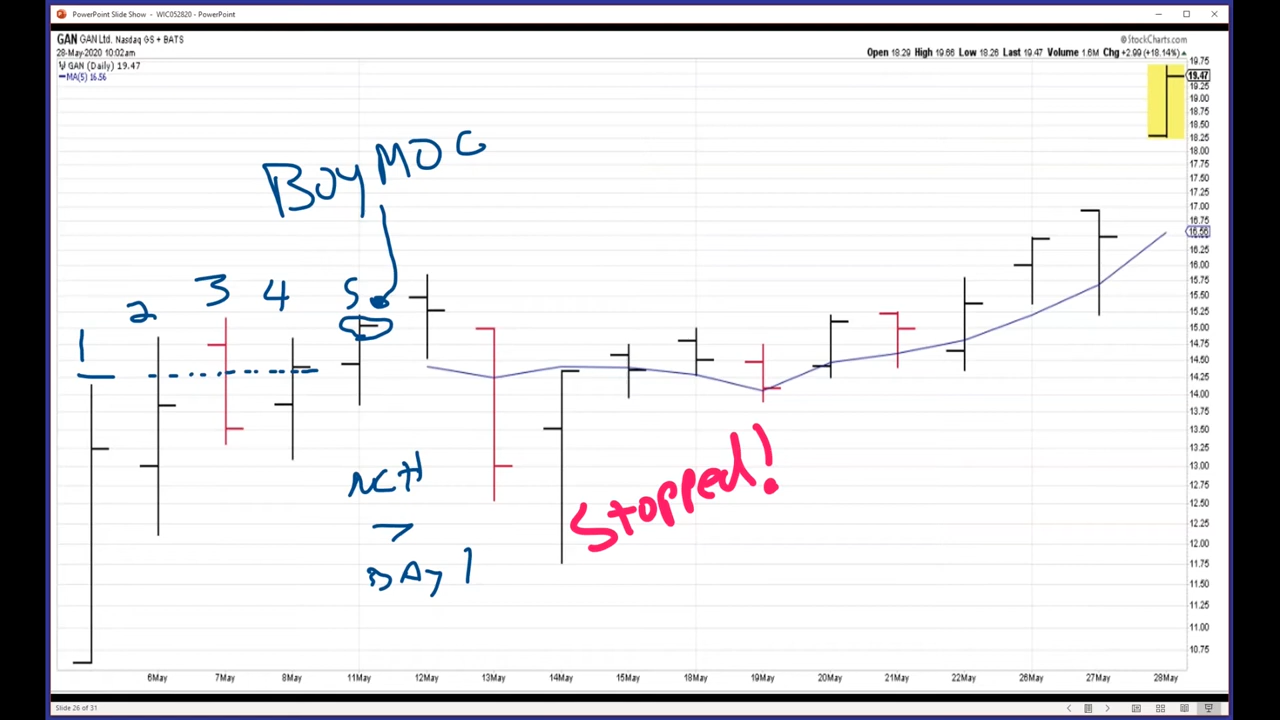 PowerPoint Slide Show - WIC052820 - PowerPoint
GAN GAN Ltd. Nasdaq GS + BATS
© StockCharts.com
28-May-2020 10:02am
Open 18.29 High 19.66 Low 18.26 Last 19.47 Volume 1.6M Chg +2.99 (+18.14%)
GAN (Daily) 19.47
MA(5) 16.56
Buy MOC
1 2 3 4 5
NCH
>
DAy 1
Stopped!
19.75
19.47
19.25
19.00
18.75
18.50
18.25
18.00
17.75
17.50
17.25
17.00
16.75
16.56
16.25
16.00
15.75
15.50
15.25
15.00
14.75
14.50
14.25
14.00
13.75
13.50
13.25
13.00
12.75
12.50
12.25
12.00
11.75
11.50
11.25
11.00
10.75
6May 7May 8May 11May 12May 13May 14May 15May 18May 19May 20May 21May 22May 26May 27May 28May
Slide 26 of 31